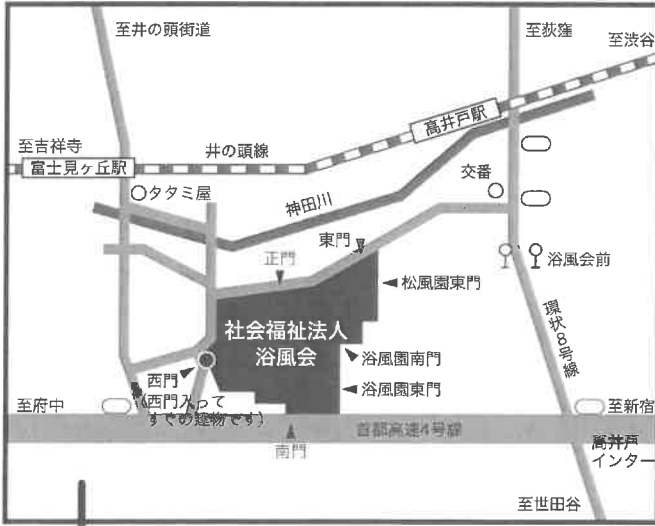 至井の頭街道
至荻窪
至渋谷
高井戸駅
至吉祥寺
富士見ヶ丘駅
井の頭線
タタミ屋
交番
神田川
東門
正門
浴風会前
松風園東門
環状8号線
社会福祉法人
浴風会
浴風園南門
西門
浴風園東門
(西門入って
すぐの建物です)
至府中
至新宿
首都高速4号線
南門
高井戸
インター
至世田谷